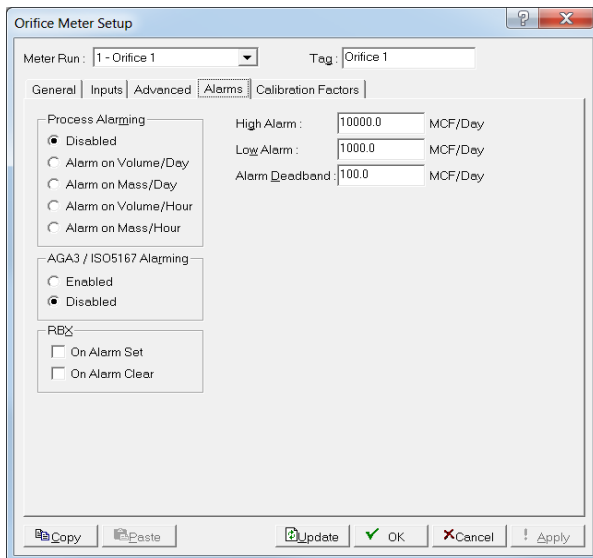 Orifice Meter Setup
Meter Run : 1 - Orifice 1 Tag : Orifice 1
General Inputs Advanced Alarms Calibration Factors
Process Alarming
Disabled
Alarm on Volume/Day
Alarm on Mass/Day
Alarm on Volume/Hour
Alarm on Mass/Hour
High Alarm : 10000.0 MCF/Day
Low Alarm : 1000.0 MCF/Day
Alarm Deadband : 100.0 MCF/Day
AGA3 / ISO5167 Alarming
Enabled
Disabled
RBX
On Alarm Set
On Alarm Clear
Copy Paste Update OK Cancel ! Apply